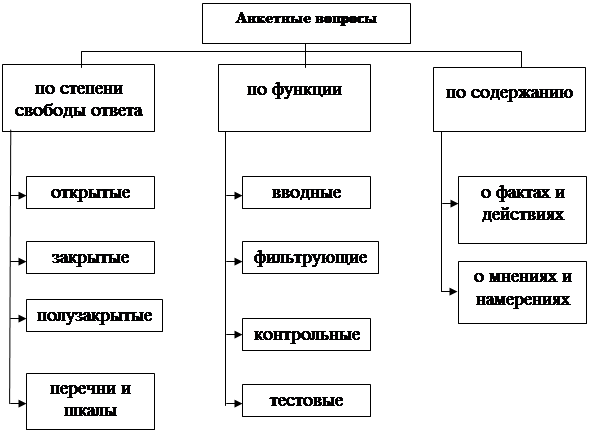 Анкетные вопросы
по степени
свободы ответа
открытые
закрытые
полузакрытые
перечни и
шкалы
по функции
вводные
фильтрующие
контрольные
тестовые
по содержанию
о фактах и
действиях
о мнениях и
намерениях